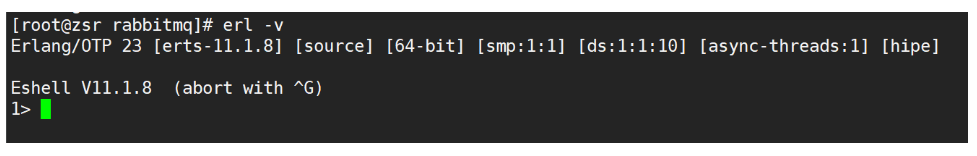 [root@zsr rabbitmq]# erl -v
Erlang/OTP 23 [erts-11.1.8] [source] [64-bit] [smp:1:1] [ds:1:1:10] [async-threads:1] [hipe]
Eshell V11.1.8  (abort with ^G)
1>